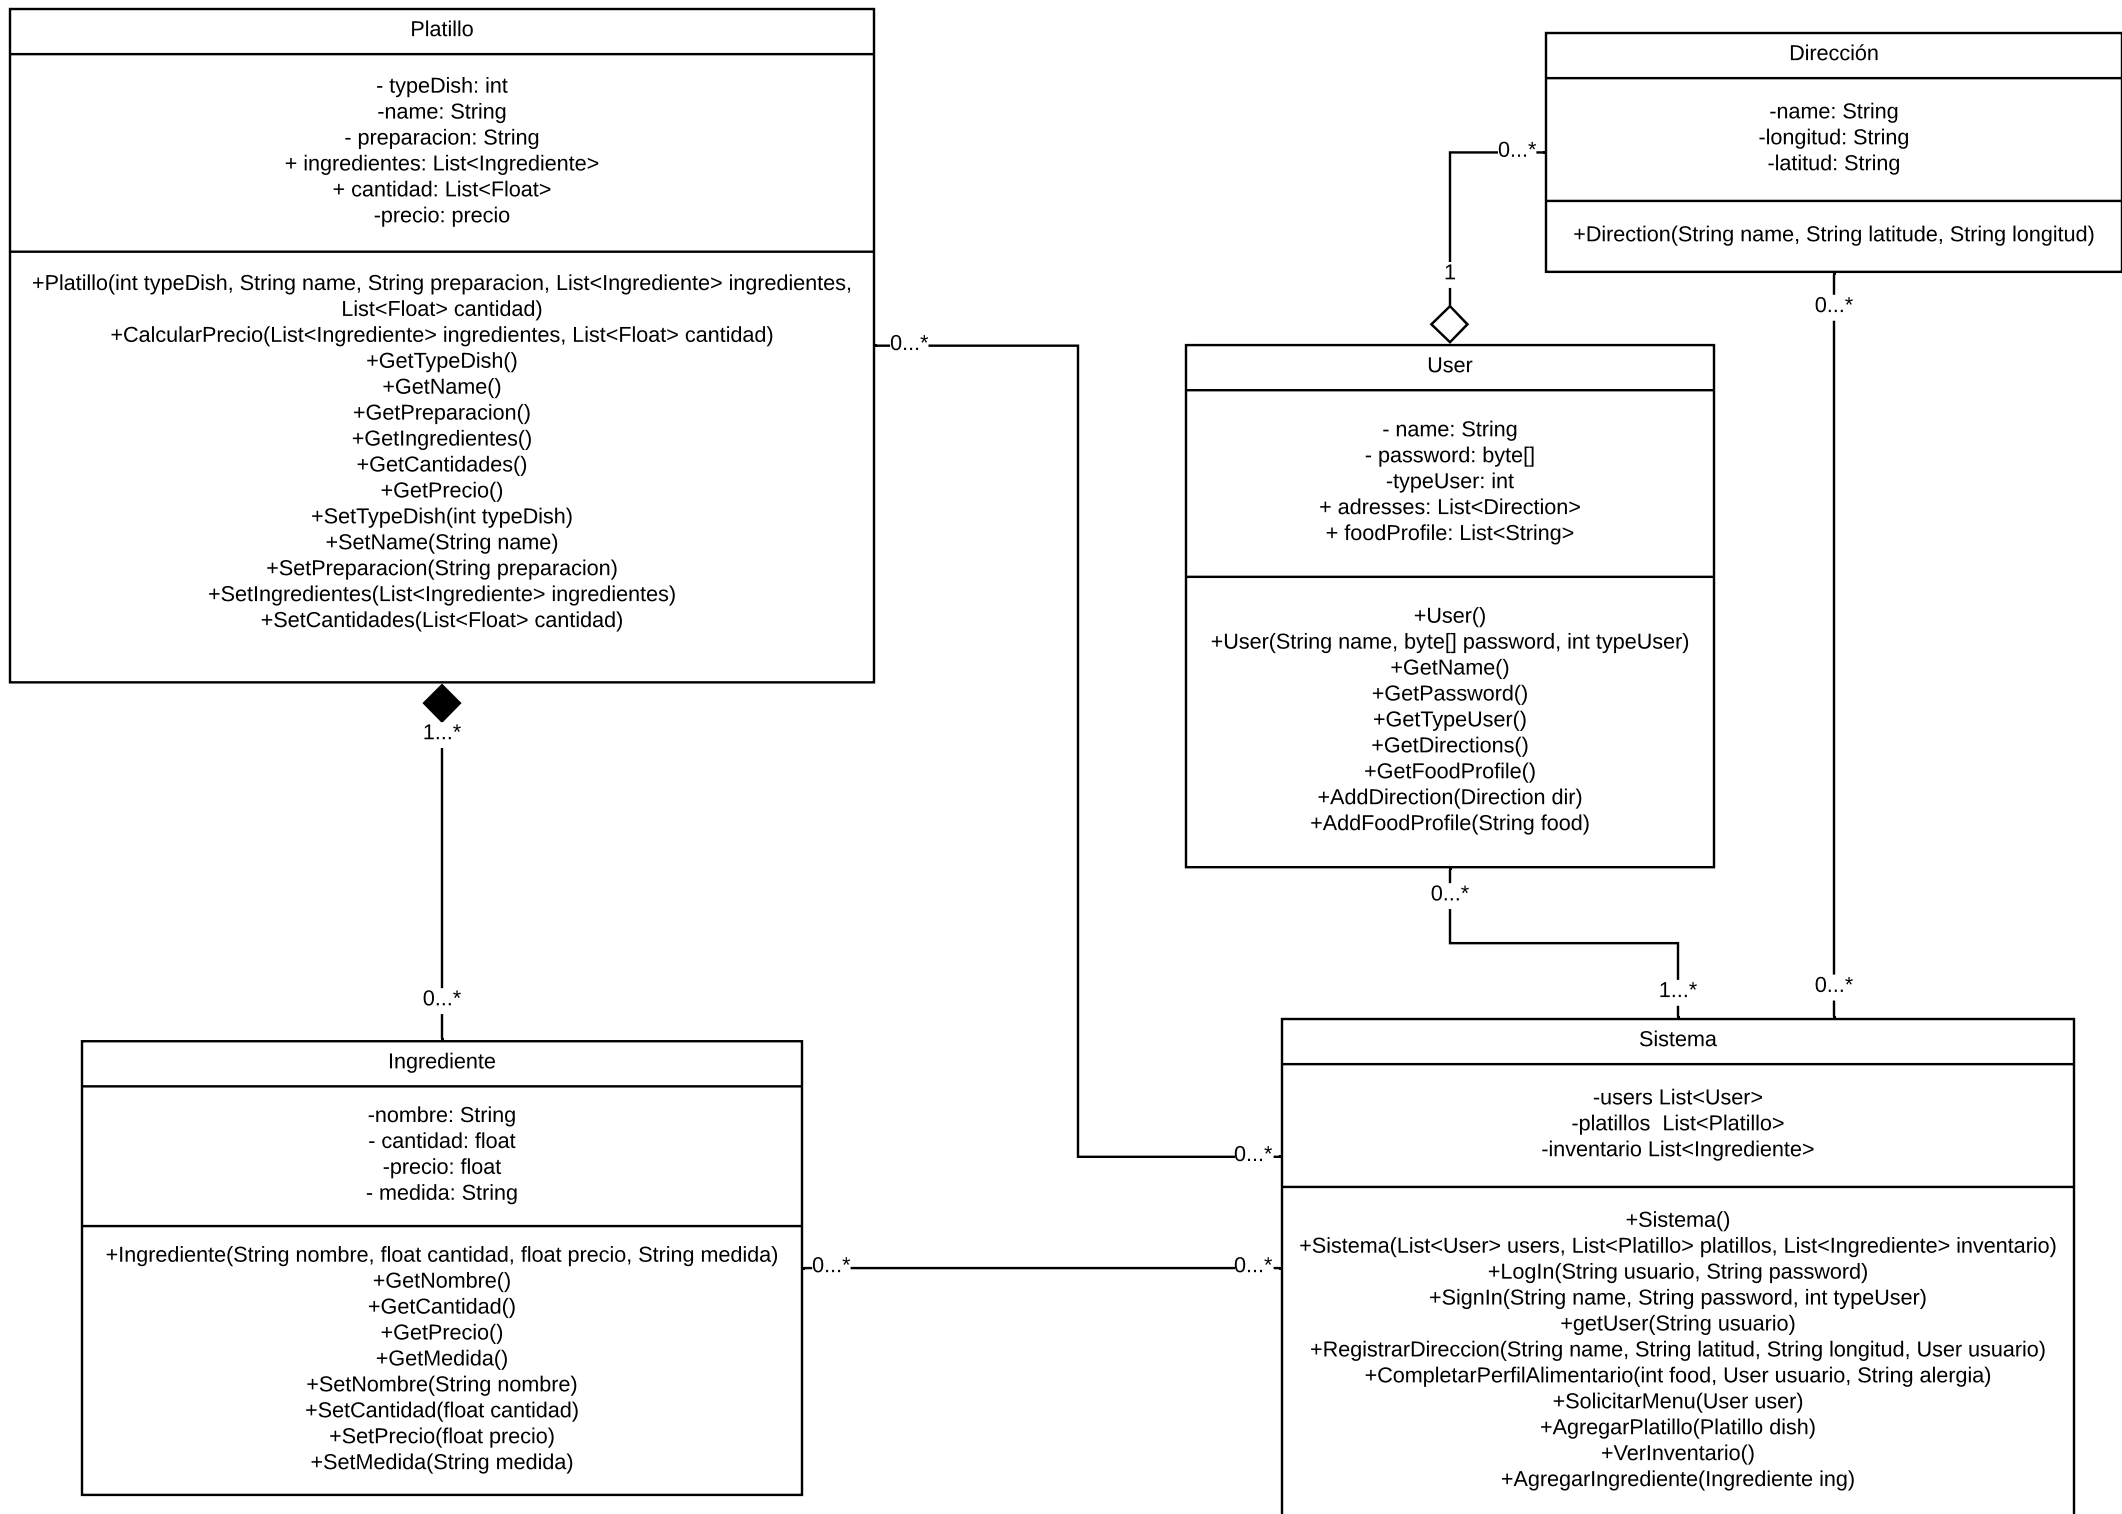 Platillo
- typeDish: int
-name: String
- preparacion: String
+ ingredientes: List<Ingrediente>
+ cantidad: List<Float>
-precio: precio
+Platillo(int typeDish, String name, String preparacion, List<Ingrediente> ingredientes,
List<Float> cantidad)
+CalcularPrecio(List<Ingrediente> ingredientes, List<Float> cantidad)
+GetTypeDish()
+GetName()
+GetPreparacion()
+GetIngredientes()
+GetCantidades()
+GetPrecio()
+SetTypeDish(int typeDish)
+SetName(String name)
+SetPreparacion(String preparacion)
+SetIngredientes(List<Ingrediente> ingredientes)
+SetCantidades(List<Float> cantidad)
0...*
1...*
0...*
Dirección
-name: String
-longitud: String
-latitud: String
+Direction(String name, String latitude, String longitud)
0...*
1
0...*
User
- name: String
- password: byte[]
-typeUser: int
+ adresses: List<Direction>
+ foodProfile: List<String>
+User()
+User(String name, byte[] password, int typeUser)
+GetName()
+GetPassword()
+GetTypeUser()
+GetDirections()
+GetFoodProfile()
+AddDirection(Direction dir)
+AddFoodProfile(String food)
0...*
1...*
0...*
Ingrediente
-nombre: String
- cantidad: float
-precio: float
- medida: String
+Ingrediente(String nombre, float cantidad, float precio, String medida)
+GetNombre()
+GetCantidad()
+GetPrecio()
+GetMedida()
+SetNombre(String nombre)
+SetCantidad(float cantidad)
+SetPrecio(float precio)
+SetMedida(String medida)
0...*
0...*
0...*
Sistema
-users List<User>
-platillos  List<Platillo>
-inventario List<Ingrediente>
+Sistema()
+Sistema(List<User> users, List<Platillo> platillos, List<Ingrediente> inventario)
+LogIn(String usuario, String password)
+SignIn(String name, String password, int typeUser)
+getUser(String usuario)
+RegistrarDireccion(String name, String latitud, String longitud, User usuario)
+CompletarPerfilAlimentario(int food, User usuario, String alergia)
+SolicitarMenu(User user)
+AgregarPlatillo(Platillo dish)
+VerInventario()
+AgregarIngrediente(Ingrediente ing)